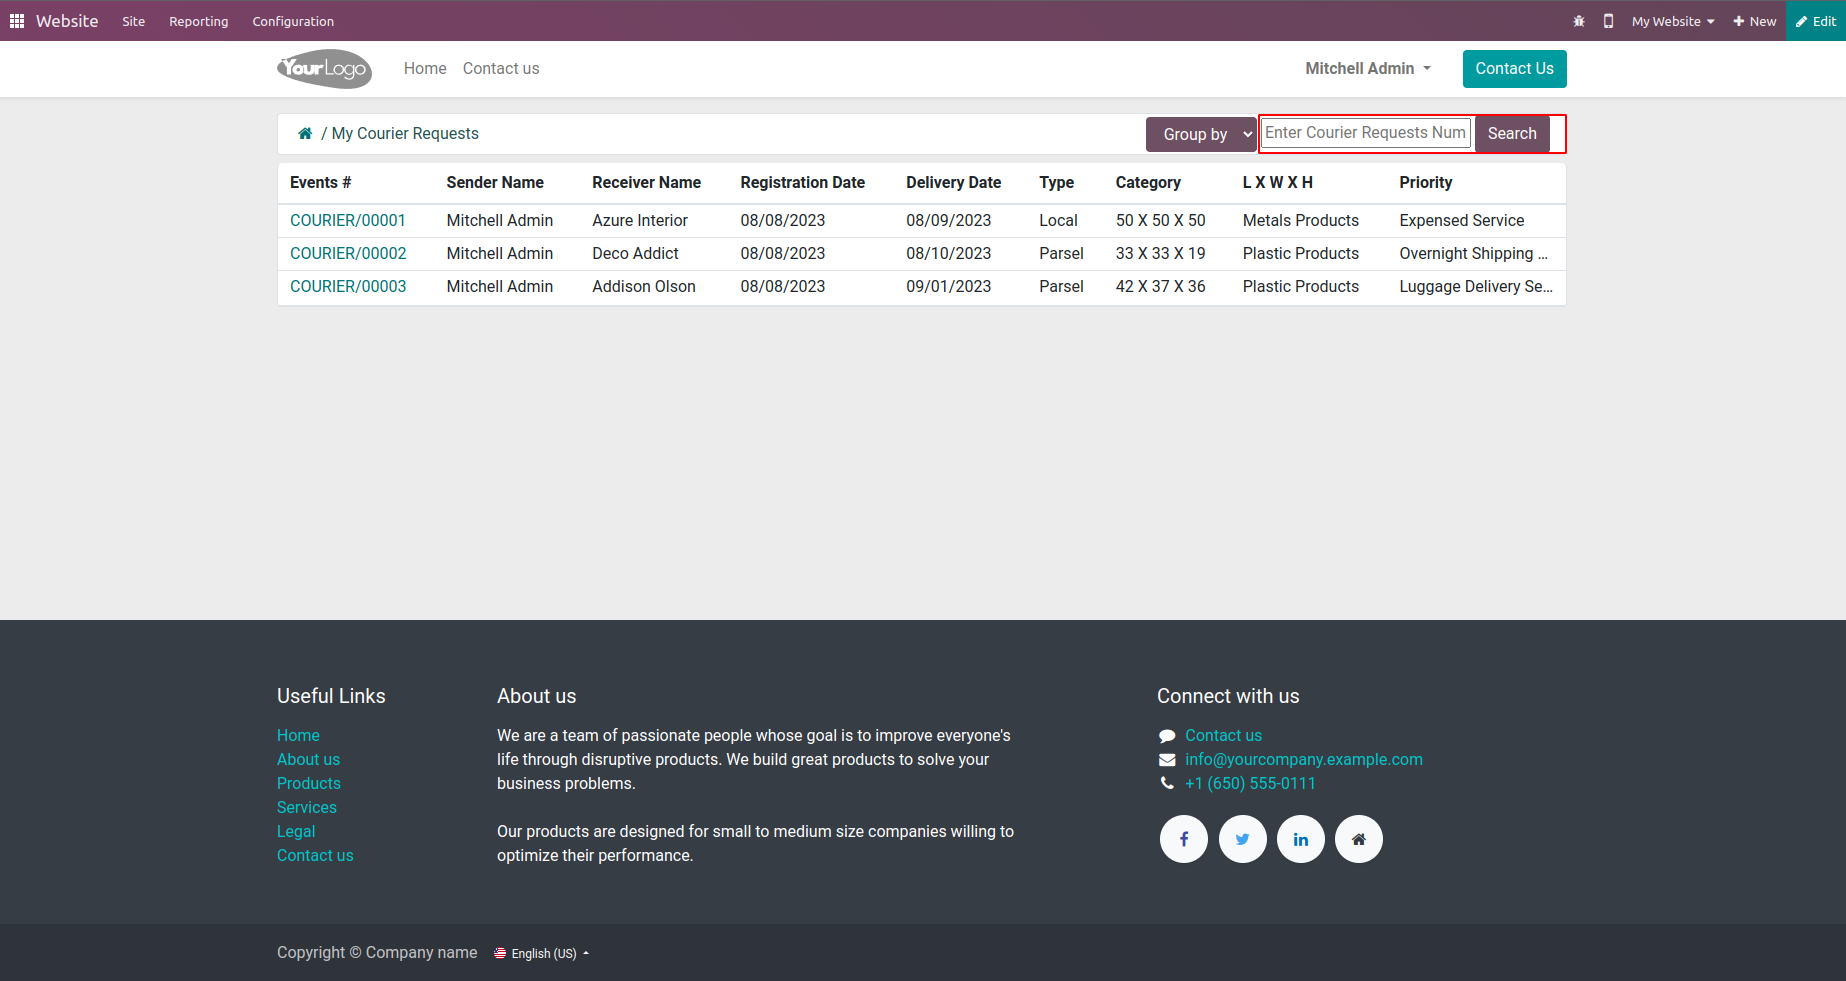 Website Site Reporting Configuration My Website New Edit
YourLogo Home Contact us Mitchell Admin Contact Us
/ My Courier Requests Group by Enter Courier Requests Num Search
Events # Sender Name Receiver Name Registration Date Delivery Date Type Category L X W X H Priority
COURIER/00001 Mitchell Admin Azure Interior 08/08/2023 08/09/2023 Local 50 X 50 X 50 Metals Products Expensed Service
COURIER/00002 Mitchell Admin Deco Addict 08/08/2023 08/10/2023 Parsel 33 X 33 X 19 Plastic Products Overnight Shipping ...
COURIER/00003 Mitchell Admin Addison Olson 08/08/2023 09/01/2023 Parsel 42 X 37 X 36 Plastic Products Luggage Delivery Se...
Useful Links
Home
About us
Products
Services
Legal
Contact us
About us
We are a team of passionate people whose goal is to improve everyone's
life through disruptive products. We build great products to solve your
business problems.
Our products are designed for small to medium size companies willing to
optimize their performance.
Connect with us
Contact us
info@yourcompany.example.com
+1 (650) 555-0111
Copyright © Company name English (US)